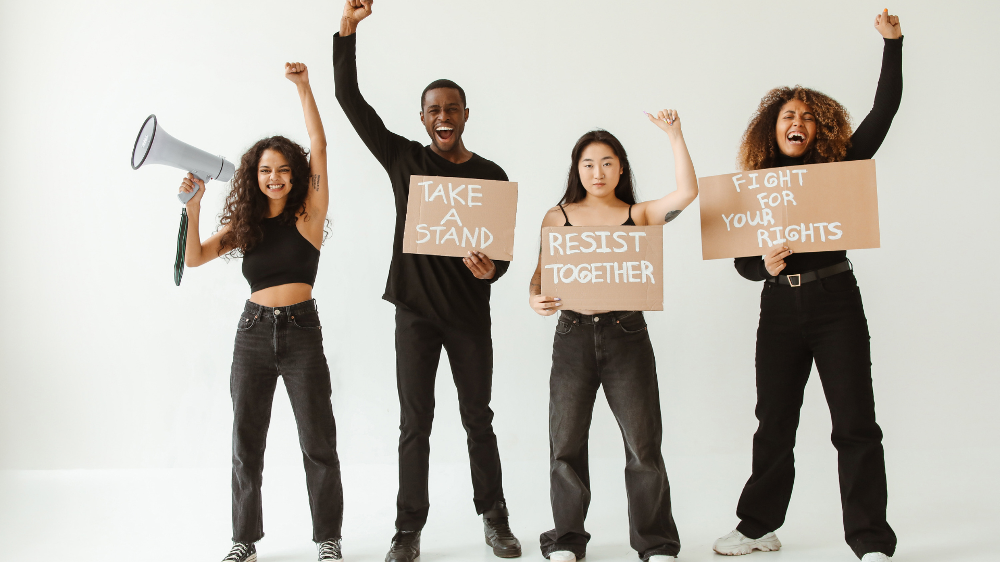 TAKE
A
STAND
RESIST
TOGETHER
FIGHT
FOR
YOUR
RIGHTS